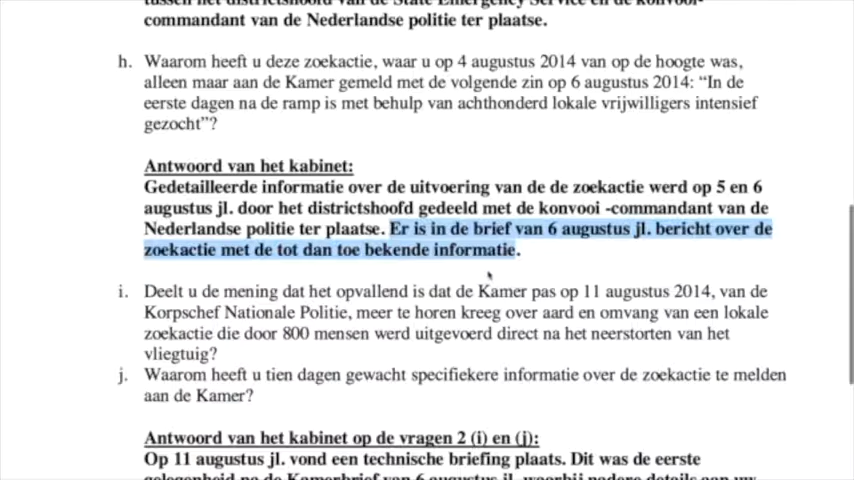 commandant van de Nederlandse politie ter plaatse.
h. Waarom heeft u deze zoekactie, waar u op 4 augustus 2014 van op de hoogte was,
alleen maar aan de Kamer gemeld met de volgende zin op 6 augustus 2014: “In de
eerste dagen na de ramp is met behulp van achthonderd lokale vrijwilligers intensief
gezocht”?
Antwoord van het kabinet:
Gedetailleerde informatie over de uitvoering van de de zoekactie werd op 5 en 6
augustus jl. door het districtshoofd gedeeld met de konvooi -commandant van de
Nederlandse politie ter plaatse. Er is in de brief van 6 augustus jl. bericht over de
zoekactie met de tot dan toe bekende informatie.
i. Deelt u de mening dat het opvallend is dat de Kamer pas op 11 augustus 2014, van de
Korpschef Nationale Politie, meer te horen kreeg over aard en omvang van een lokale
zoekactie die door 800 mensen werd uitgevoerd direct na het neerstorten van het
vliegtuig?
j. Waarom heeft u tien dagen gewacht specifiekere informatie over de zoekactie te melden
aan de Kamer?
Antwoord van het kabinet op de vragen 2 (i) en (j):
Op 11 augustus jl. vond een technische briefing plaats. Dit was de eerste